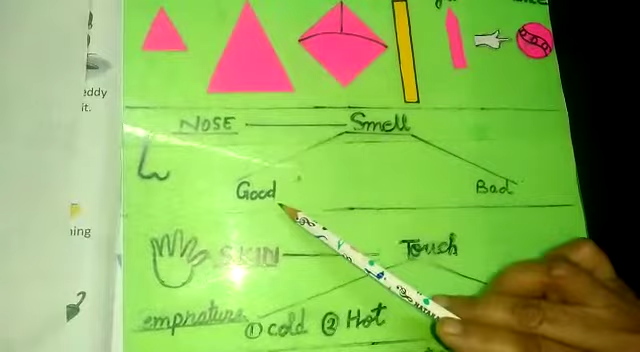 eddy
it.
NOSE Smell
Good Bad
ning
SKIN Touch
emprature ① cold ② Hot